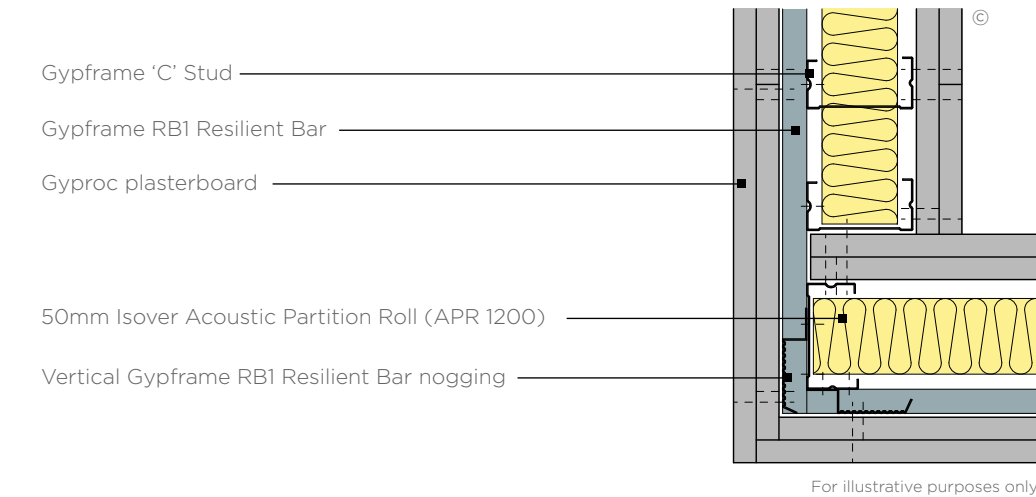 ©
Gypframe ‘C’ Stud
Gypframe RB1 Resilient Bar
Gyproc plasterboard
50mm Isover Acoustic Partition Roll (APR 1200)
Vertical Gypframe RB1 Resilient Bar nogging
For illustrative purposes only